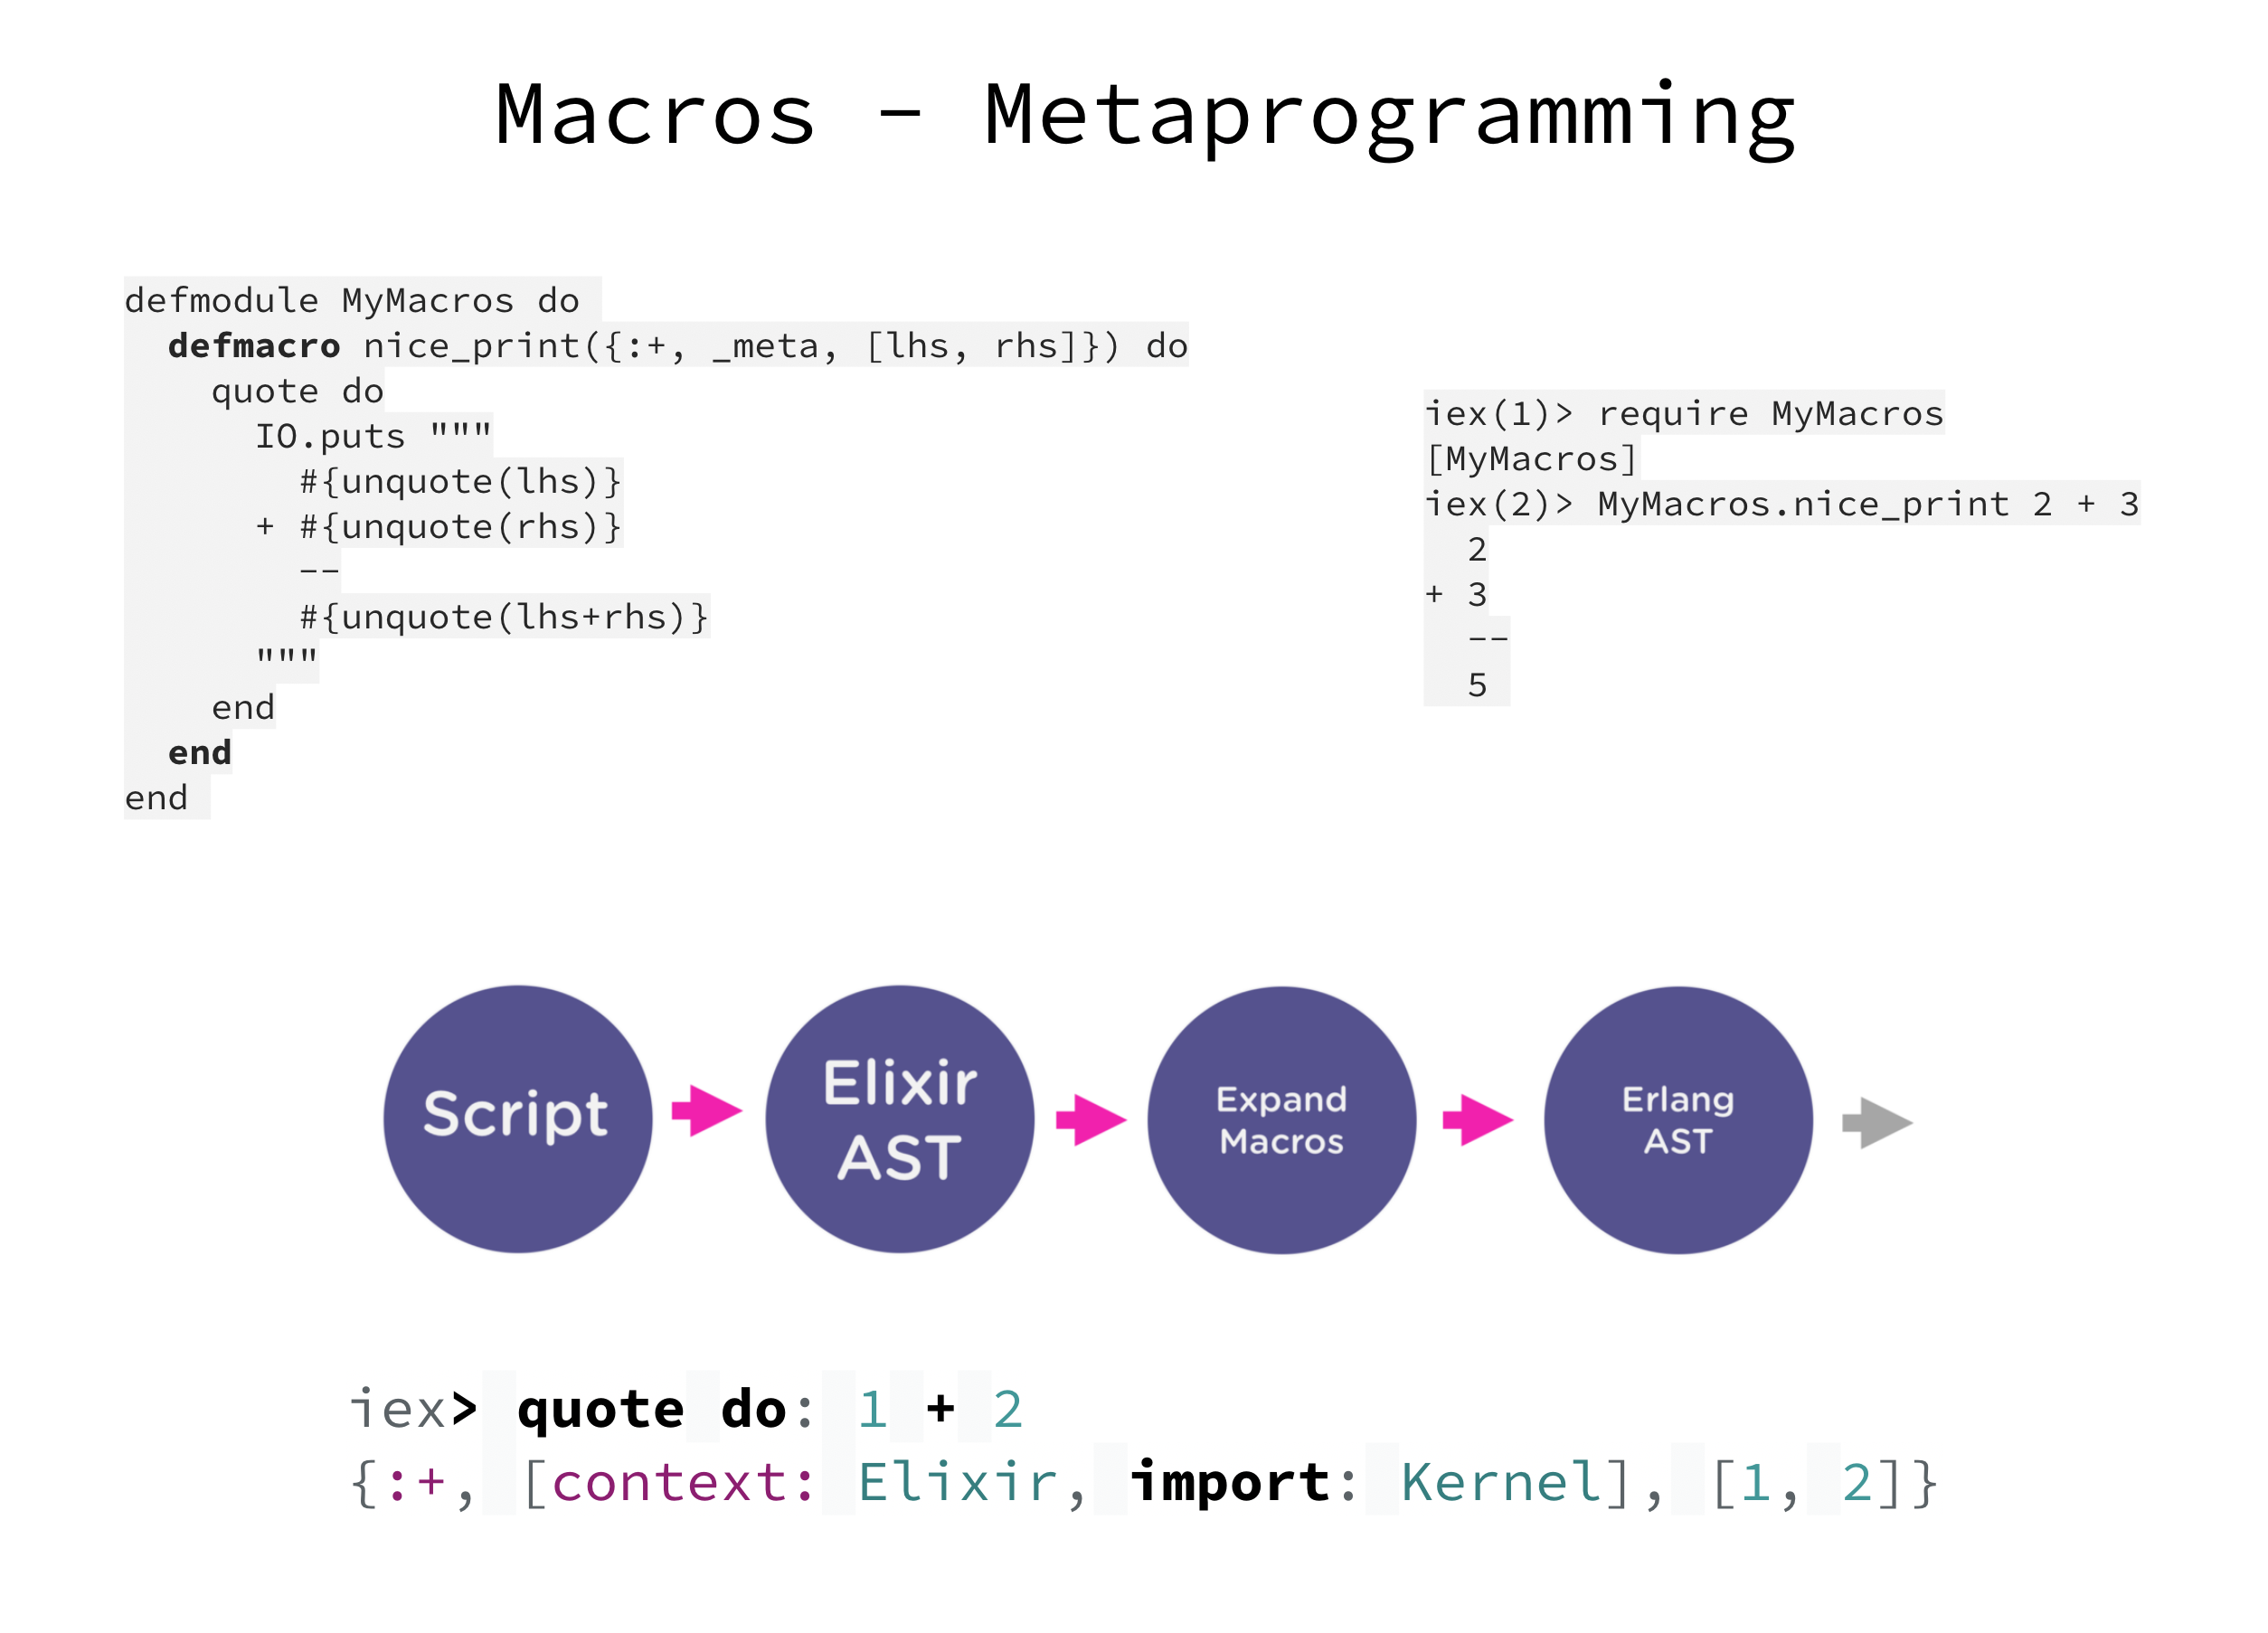 Macros - Metaprogramming
defmodule MyMacros do
  defmacro nice_print({:+, _meta, [lhs, rhs]}) do
    quote do
      IO.puts """
        #{unquote(lhs)}
      + #{unquote(rhs)}
        --
        #{unquote(lhs+rhs)}
      """
    end
  end
end
iex(1)> require MyMacros
[MyMacros]
iex(2)> MyMacros.nice_print 2 + 3
  2
+ 3
  --
  5
Script
Elixir
AST
Expand
Macros
Erlang
AST
iex> quote do: 1 + 2
{:+, [context: Elixir, import: Kernel], [1, 2]}